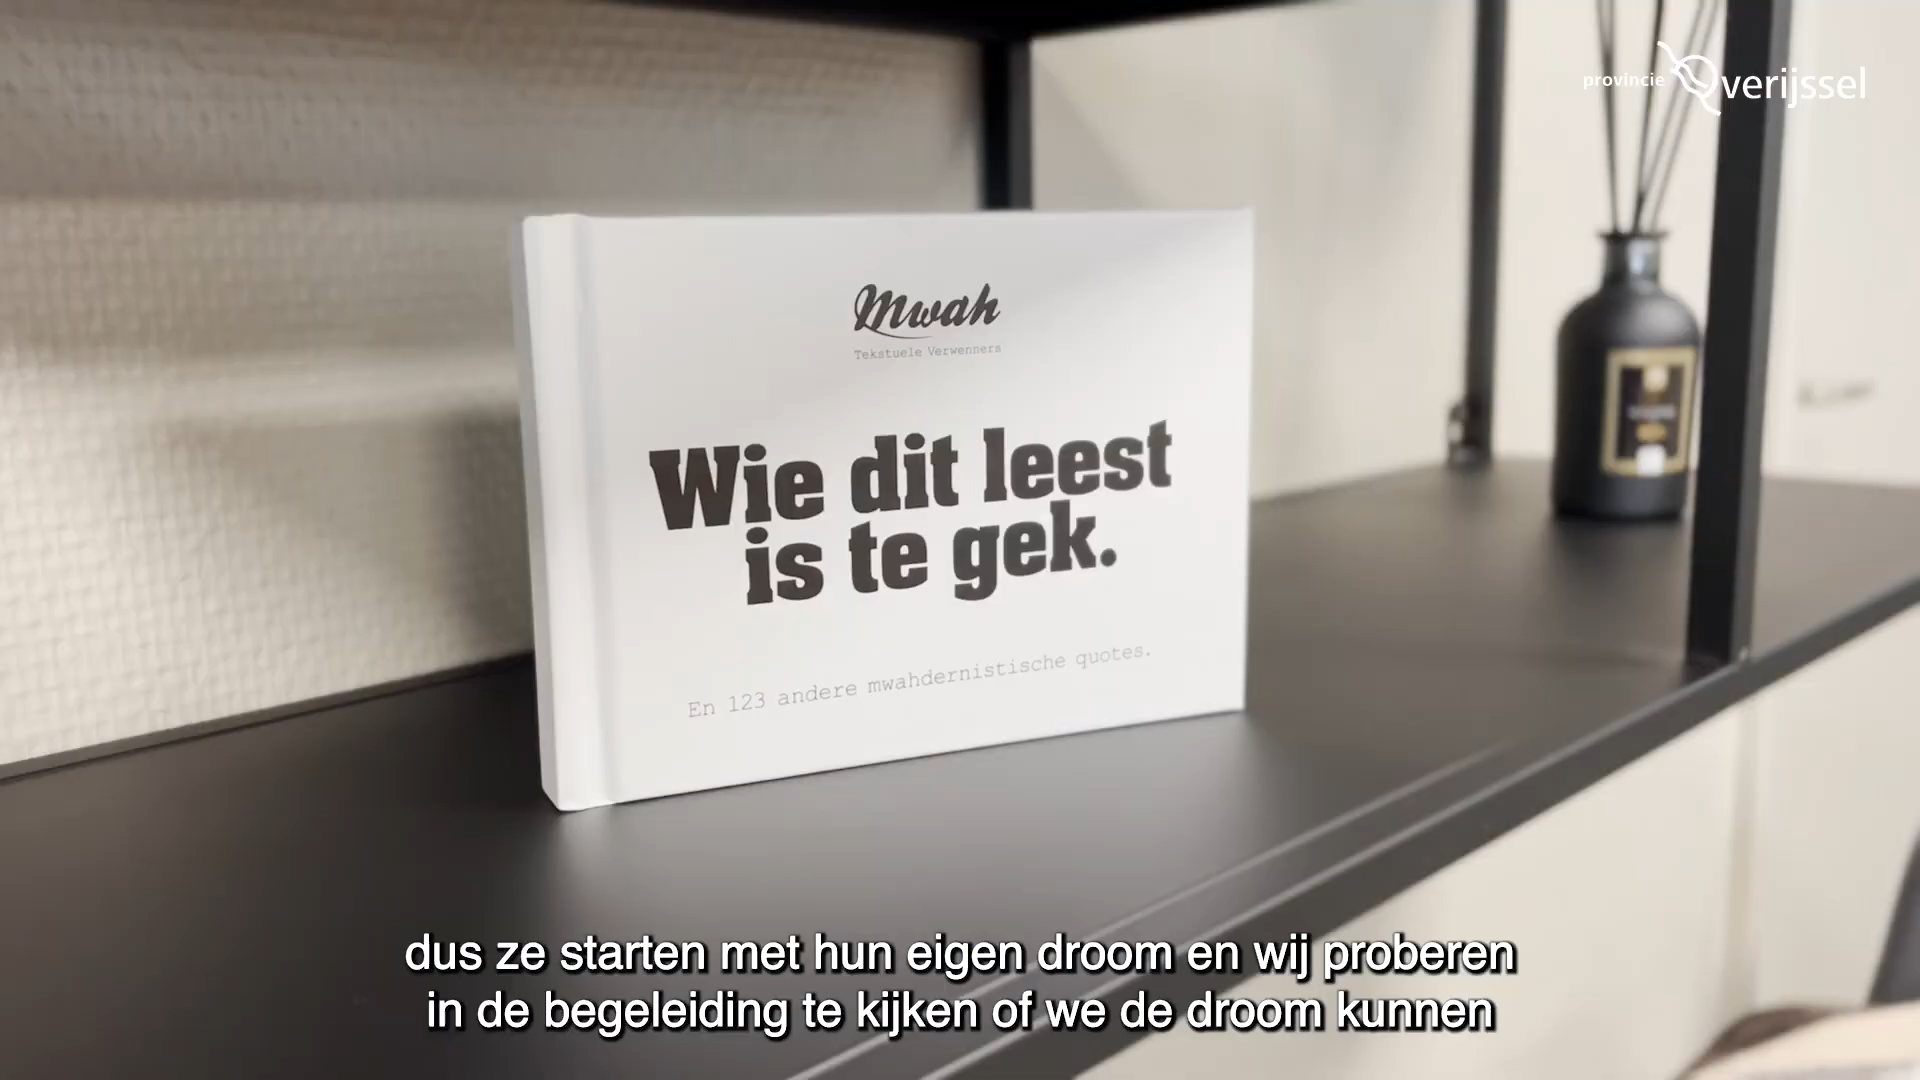 provincie Overijssel
Mwah
Tekstuele Verwenners
Wie dit leest
is te gek.
En 123 andere mwahdernistische quotes.
dus ze starten met hun eigen droom en wij proberen
in de begeleiding te kijken of we de droom kunnen